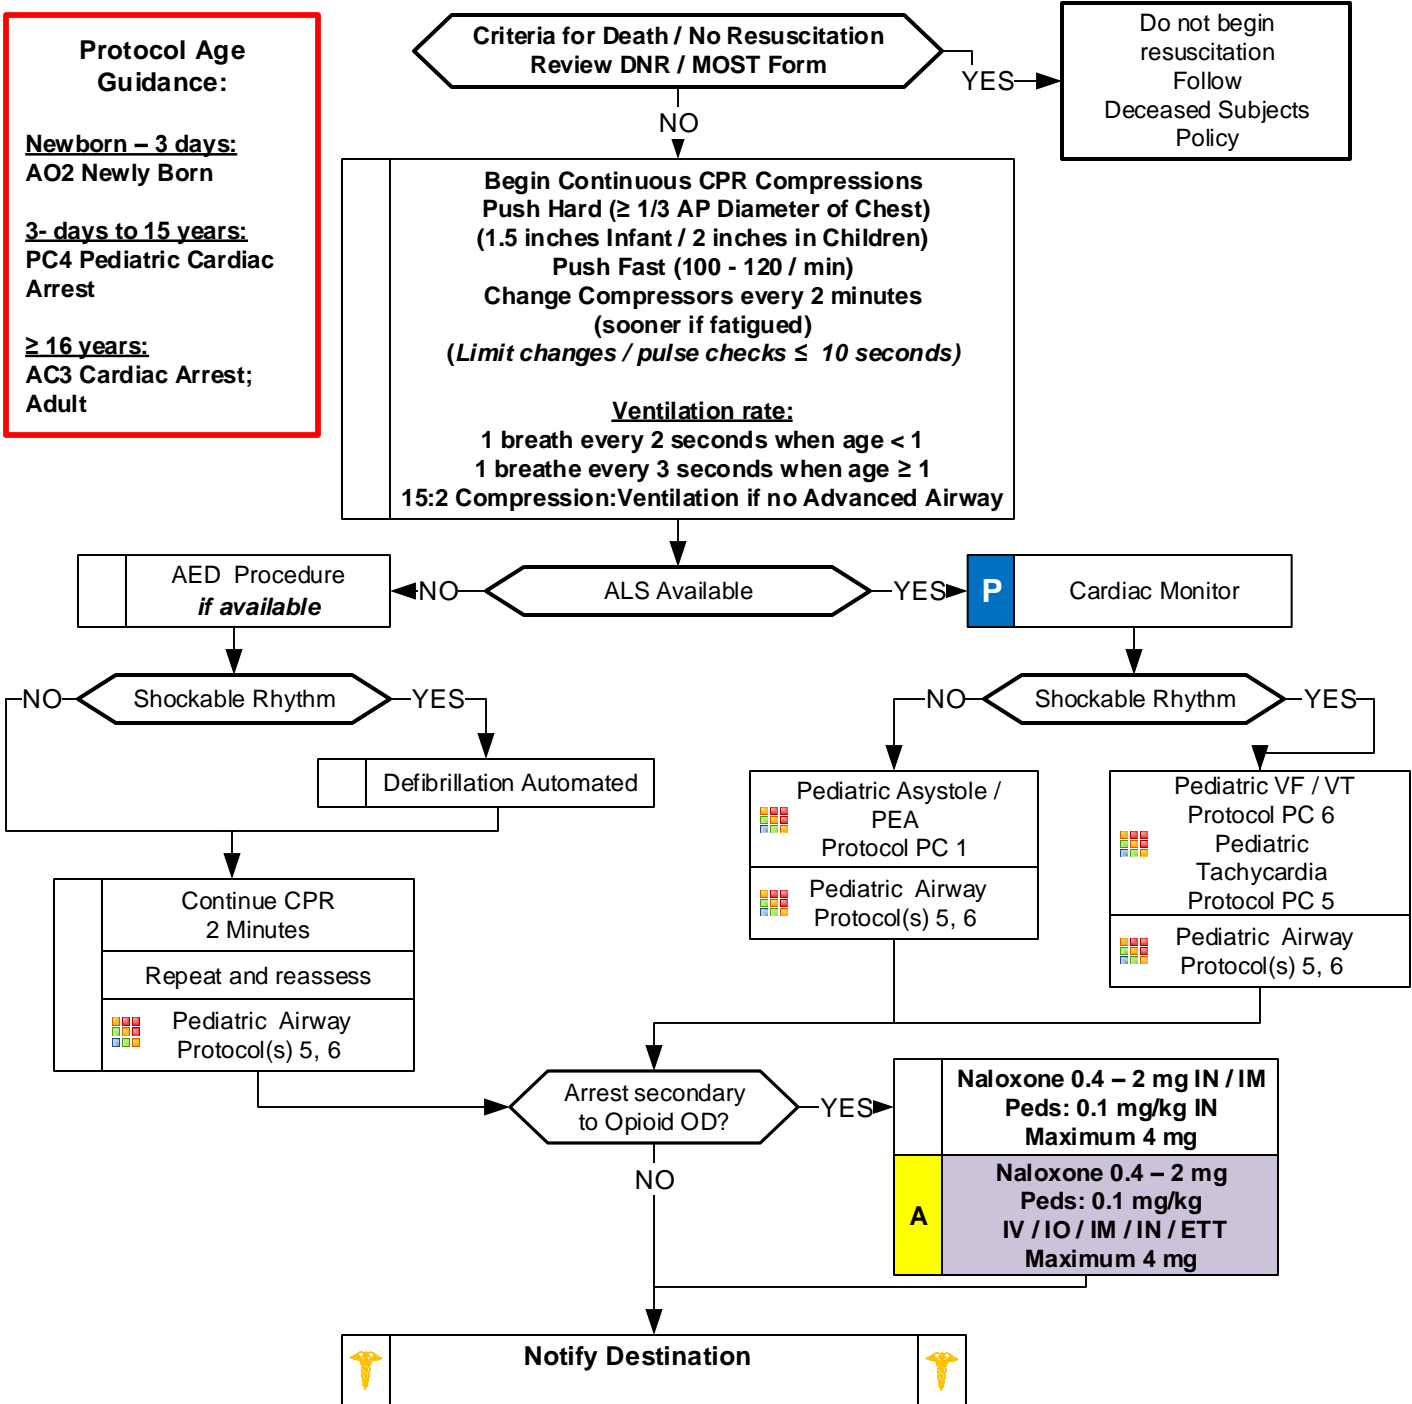 Protocol Age
Guidance:
Newborn – 3 days:
AO2 Newly Born
3- days to 15 years:
PC4 Pediatric Cardiac
Arrest
≥ 16 years:
AC3 Cardiac Arrest;
Adult
Criteria for Death / No Resuscitation
Review DNR / MOST Form
YES
Do not begin
resuscitation
Follow
Deceased Subjects
Policy
NO
Begin Continuous CPR Compressions
Push Hard (≥ 1/3 AP Diameter of Chest)
(1.5 inches Infant / 2 inches in Children)
Push Fast (100 - 120 / min)
Change Compressors every 2 minutes
(sooner if fatigued)
(Limit changes / pulse checks ≤ 10 seconds)
Ventilation rate:
1 breath every 2 seconds when age < 1
1 breathe every 3 seconds when age ≥ 1
15:2 Compression:Ventilation if no Advanced Airway
AED Procedure
if available
NO
ALS Available
YES
P
Cardiac Monitor
NO
Shockable Rhythm
YES
NO
Shockable Rhythm
YES
Defibrillation Automated
Pediatric Asystole /
PEA
Protocol PC 1
Pediatric Airway
Protocol(s) 5, 6
Pediatric VF / VT
Protocol PC 6
Pediatric
Tachycardia
Protocol PC 5
Pediatric Airway
Protocol(s) 5, 6
Continue CPR
2 Minutes
Repeat and reassess
Pediatric Airway
Protocol(s) 5, 6
Arrest secondary
to Opioid OD?
YES
Naloxone 0.4 – 2 mg IN / IM
Peds: 0.1 mg/kg IN
Maximum 4 mg
A
Naloxone 0.4 – 2 mg
Peds: 0.1 mg/kg
IV / IO / IM / IN / ETT
Maximum 4 mg
NO
Notify Destination